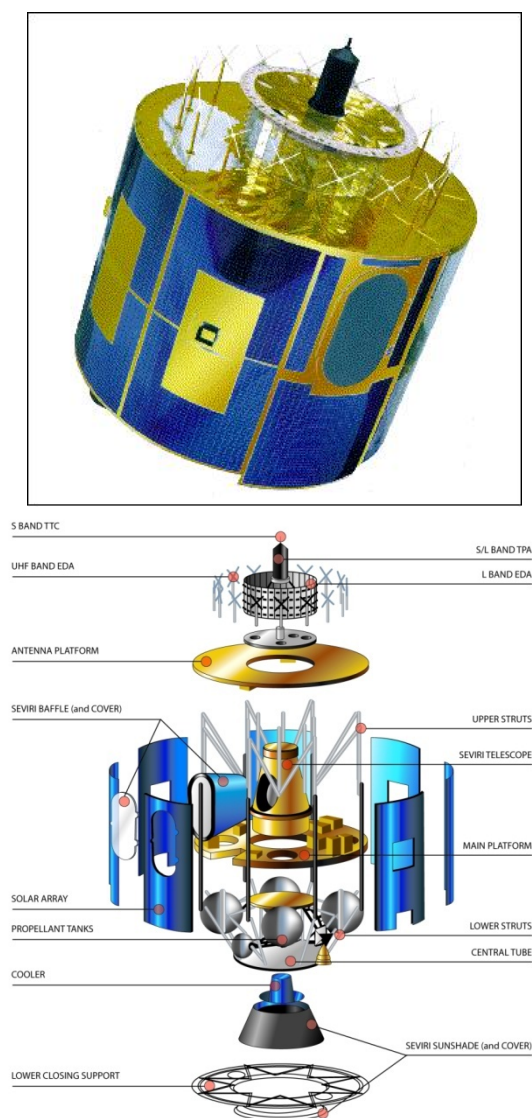 S BAND TTC
S/L BAND TPA
UHF BAND EDA
L BAND EDA
ANTENNA PLATFORM
SEVIRI BAFFLE (and COVER)
UPPER STRUTS
SEVIRI TELESCOPE
MAIN PLATFORM
SOLAR ARRAY
LOWER STRUTS
PROPELLANT TANKS
CENTRAL TUBE
COOLER
SEVIRI SUNSHADE (and COVER)
LOWER CLOSING SUPPORT